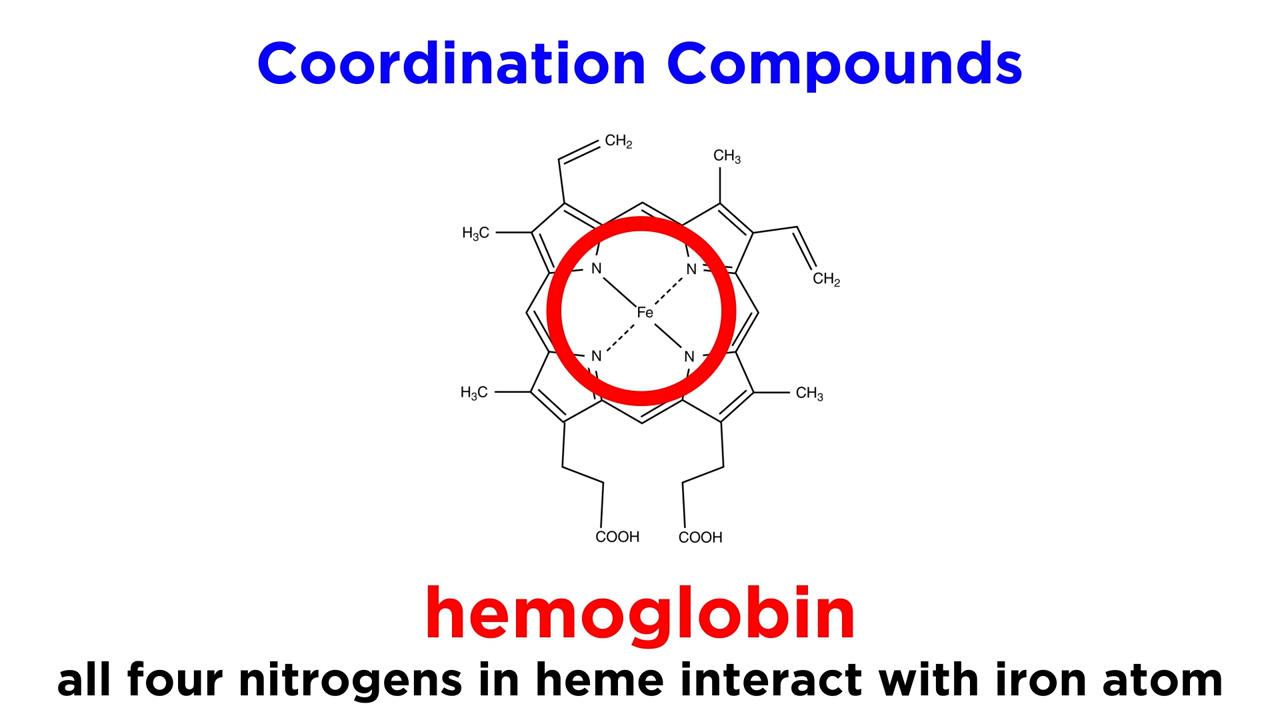 Coordination Compounds
CH₂
CH₃
H₃C
N
N
CH₂
Fe
N
N
H₃C
CH₃
COOH
COOH
hemoglobin
all four nitrogens in heme interact with iron atom